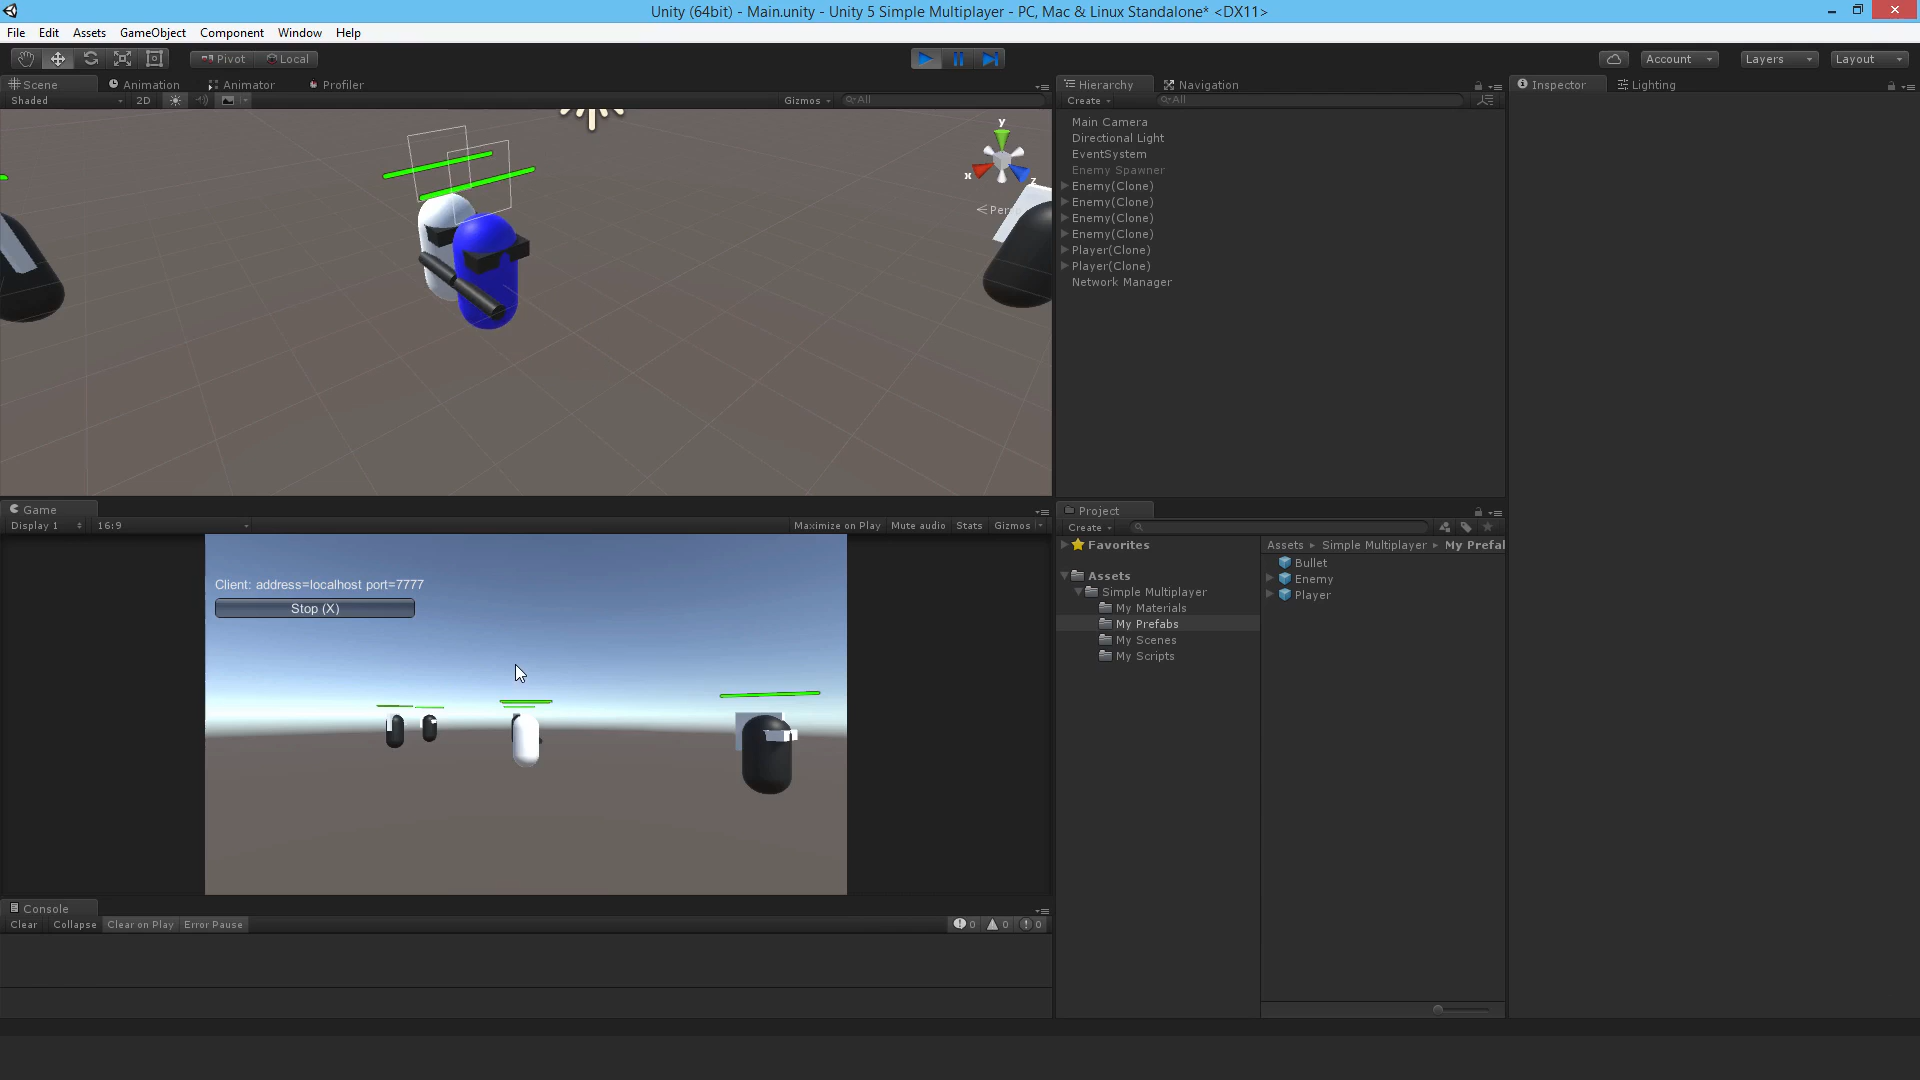 Unity (64bit) - Main.unity - Unity 5 Simple Multiplayer - PC, Mac & Linux Standalone* <DX11>
File Edit Assets GameObject Component Window Help
Pivot Local Account Layers Layout
Scene Animation Animator Profiler
Shaded 2D Gizmos All
y
x
z
Pers
Hierarchy Navigation
Create All
Main Camera
Directional Light
EventSystem
Enemy Spawner
Enemy(Clone)
Enemy(Clone)
Enemy(Clone)
Enemy(Clone)
Player(Clone)
Player(Clone)
Network Manager
Inspector Lighting
Game
Display 1 16:9 Maximize on Play Mute audio Stats Gizmos
Client: address=localhost port=7777
Stop (X)
Console
Clear Collapse Clear on Play Error Pause 0 0 0
Project
Create
Favorites
Assets
Simple Multiplayer
My Materials
My Prefabs
My Scenes
My Scripts
Assets Simple Multiplayer My Prefal
Bullet
Enemy
Player